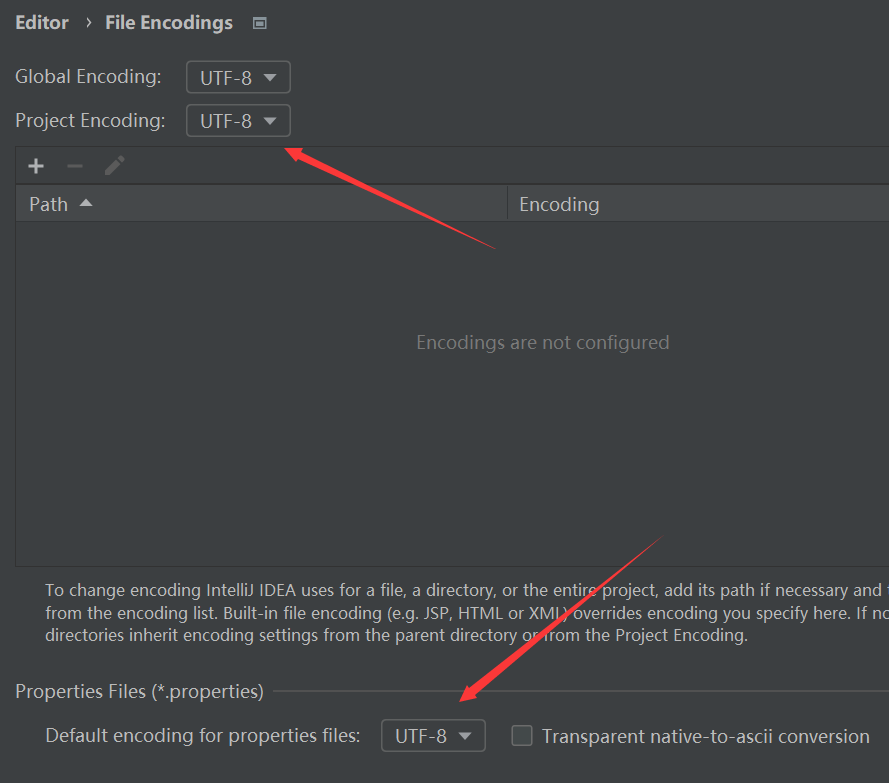 Editor › File Encodings
Global Encoding: UTF-8
Project Encoding: UTF-8
Path Encoding
Encodings are not configured
To change encoding IntelliJ IDEA uses for a file, a directory, or the entire project, add its path if necessary and
from the encoding list. Built-in file encoding (e.g. JSP, HTML or XML) overrides encoding you specify here. If
directories inherit encoding settings from the parent directory or from the Project Encoding.
Properties Files (*.properties)
Default encoding for properties files: UTF-8 Transparent native-to-ascii conversion